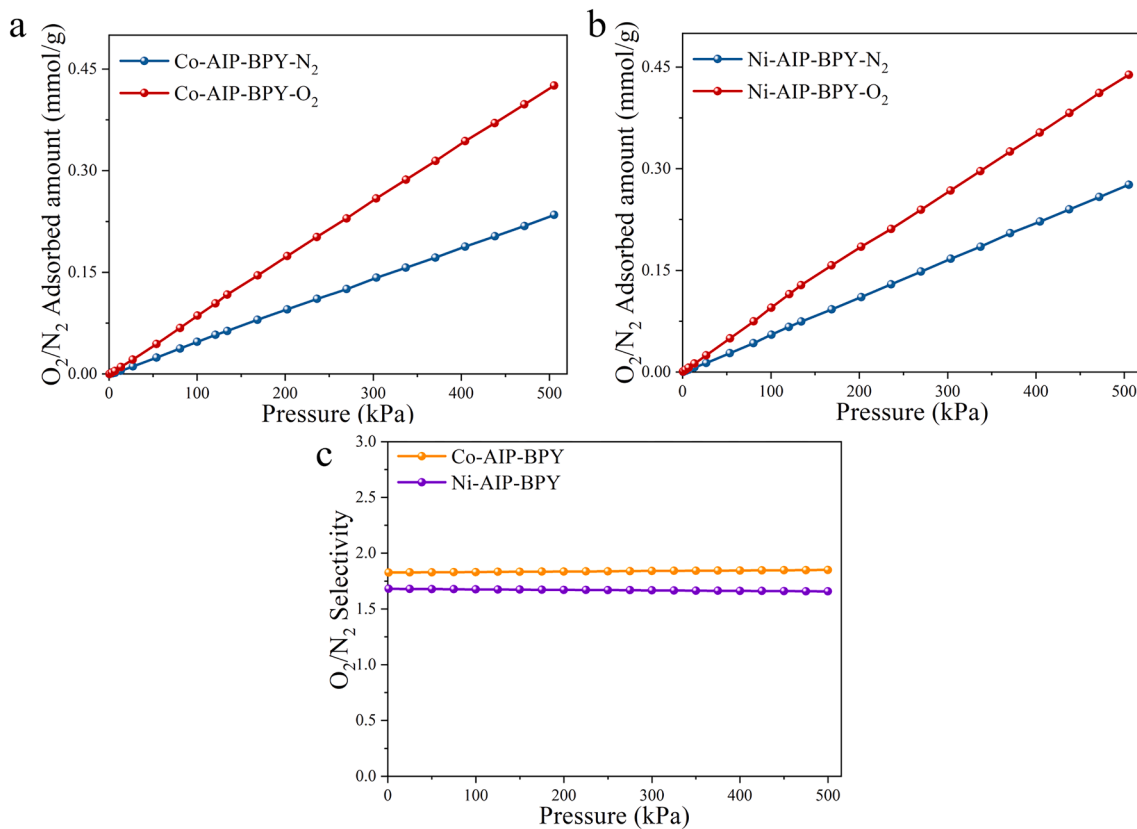 a
Co-AIP-BPY-N₂
Co-AIP-BPY-O₂
O₂/N₂ Adsorbed amount (mmol/g)
0.45
0.30
0.15
0.00
0 100 200 300 400 500
Pressure (kPa)
b
Ni-AIP-BPY-N₂
Ni-AIP-BPY-O₂
O₂/N₂ Adsorbed amount (mmol/g)
0.45
0.30
0.15
0.00
0 100 200 300 400 500
Pressure (kPa)
c
Co-AIP-BPY
Ni-AIP-BPY
O₂/N₂ Selectivity
3.0
2.5
2.0
1.5
1.0
0.5
0.0
0 100 200 300 400 500
Pressure (kPa)